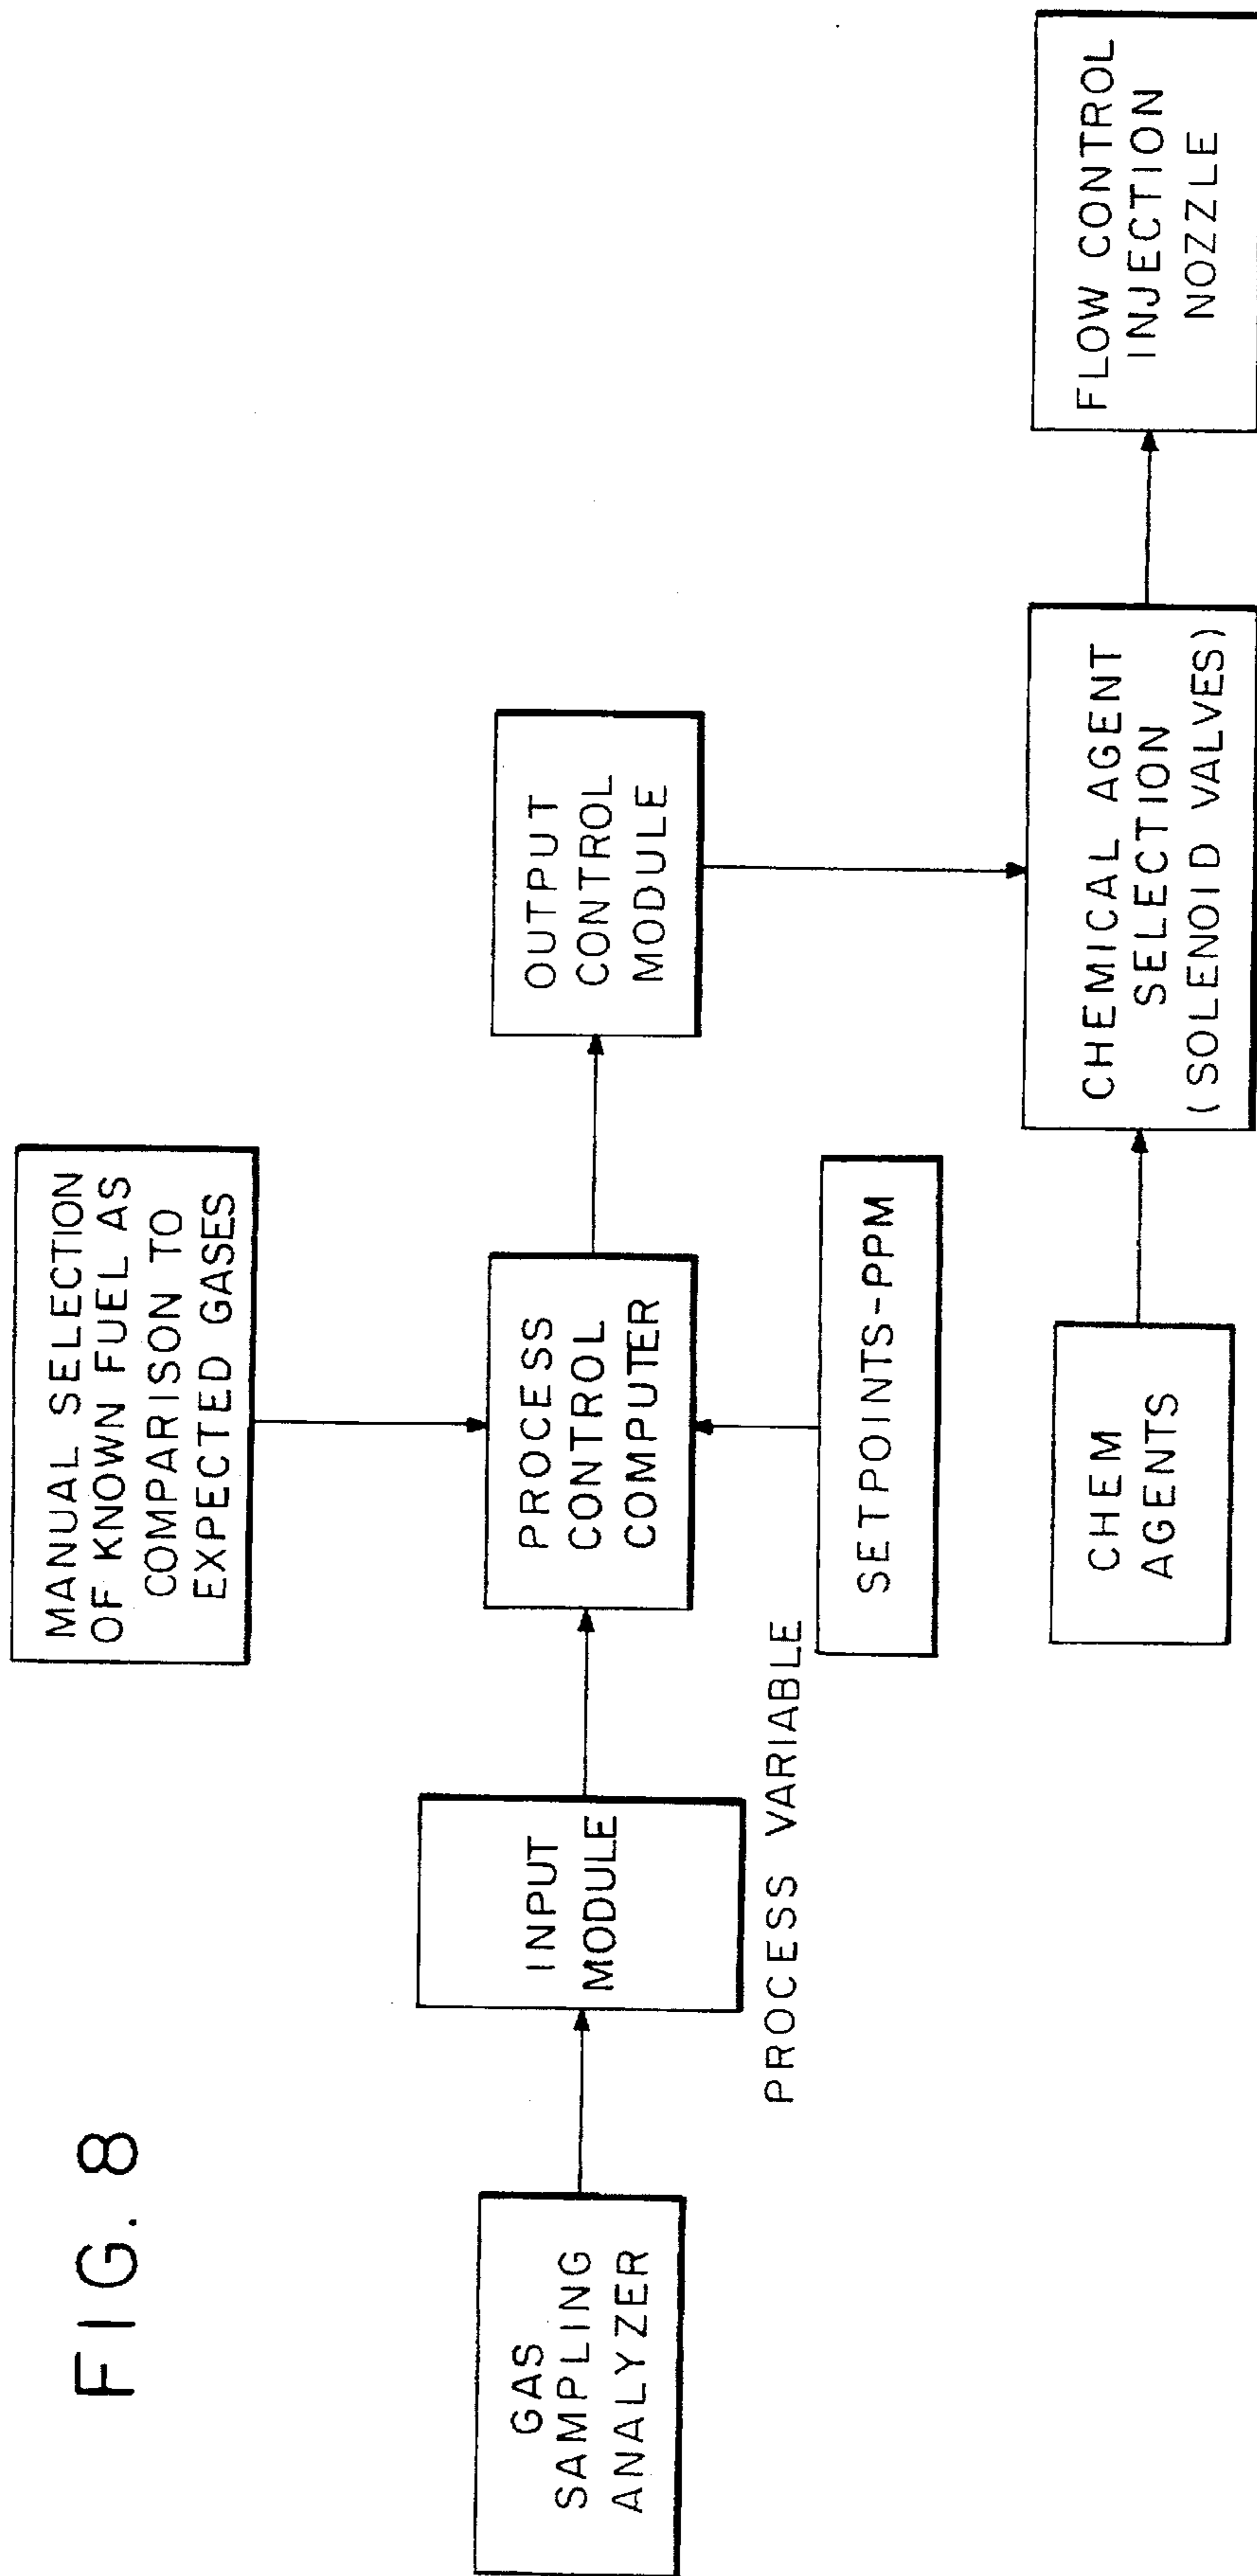 FIG. 8
MANUAL SELECTION
OF KNOWN FUEL AS
COMPARISON TO
EXPECTED GASES
GAS
SAMPLING
ANALYZER
INPUT
MODULE
PROCESS
CONTROL
COMPUTER
OUTPUT
CONTROL
MODULE
PROCESS VARIABLE
SETPOINTS-PPM
CHEM
AGENTS
CHEMICAL AGENT
SELECTION
(SOLENOID VALVES)
FLOW CONTROL
INJECTION
NOZZLE